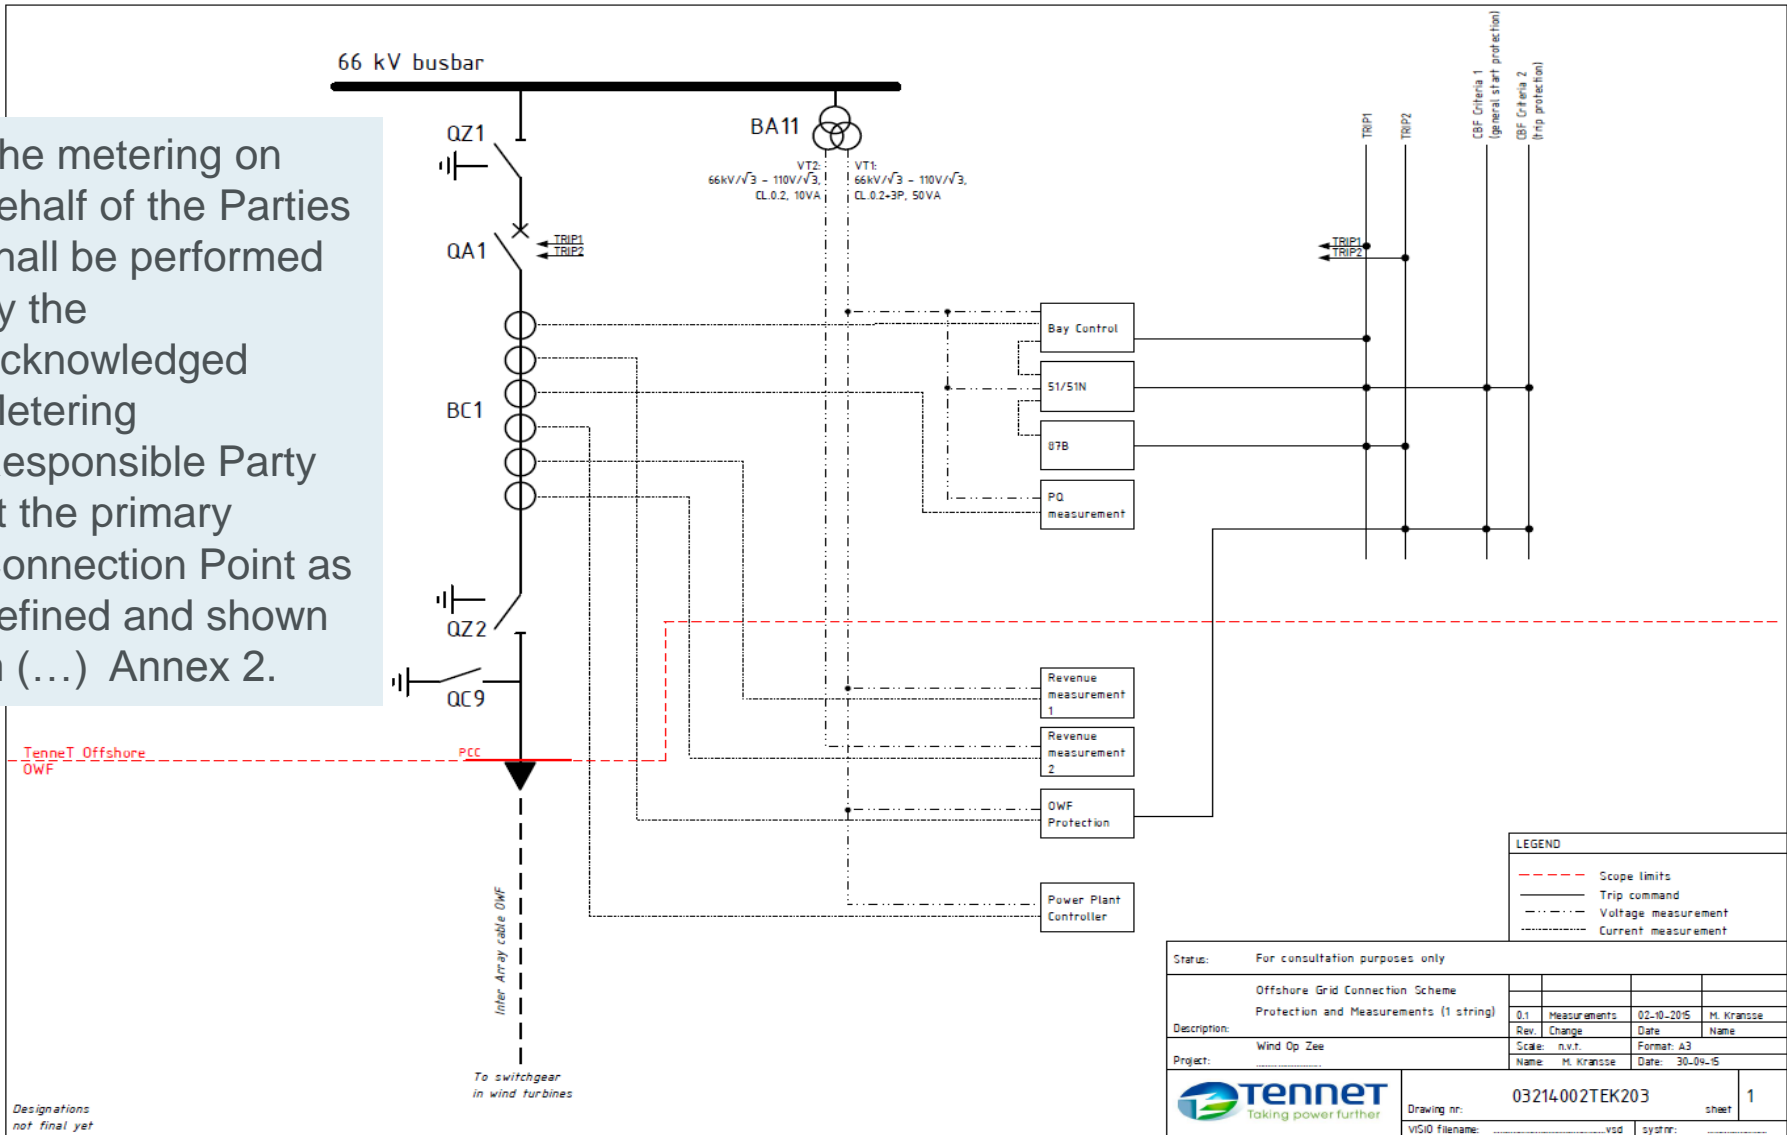 66 kV busbar
he metering on
ehalf of the Parties
hall be performed
y the
cknowledged
letering
esponsible Party
t the primary
onnection Point as
efined and shown
(...) Annex 2.
QZ1
QA1
TRIP1
TRIP2
BC1
QZ2
QC9
BA11
VT2:
66kV/√3 - 110V/√3,
CL.0.2, 10VA
VT1:
66kV/√3 - 110V/√3,
CL.0.2+3P, 50VA
TRIP1
TRIP2
CBF Criteria 1
(general start protection)
CBF Criteria 2
(trip protection)
TRIP1
TRIP2
Bay Control
51/51N
87B
PQ
measurement
Revenue
measurement
1
Revenue
measurement
2
OWF
Protection
Power Plant
Controller
TenneT Offshore
OWF
PCC
Inter Array cable OWF
To switchgear
in wind turbines
Designations
not final yet
LEGEND
Scope limits
Trip command
Voltage measurement
Current measurement
Status: For consultation purposes only
Offshore Grid Connection Scheme
Protection and Measurements (1 string)
Description:
0.1 Measurements 02-10-2015 M. Kransse
Rev. Change Date Name
Project: Wind Op Zee
Scale: n.v.t. Format: A3
Name: M. Kransse Date: 30-09-15
TenneT
Taking power further
Drawing nr: 03214002TEK203 sheet 1
VISIO filename: .vsd systnr: